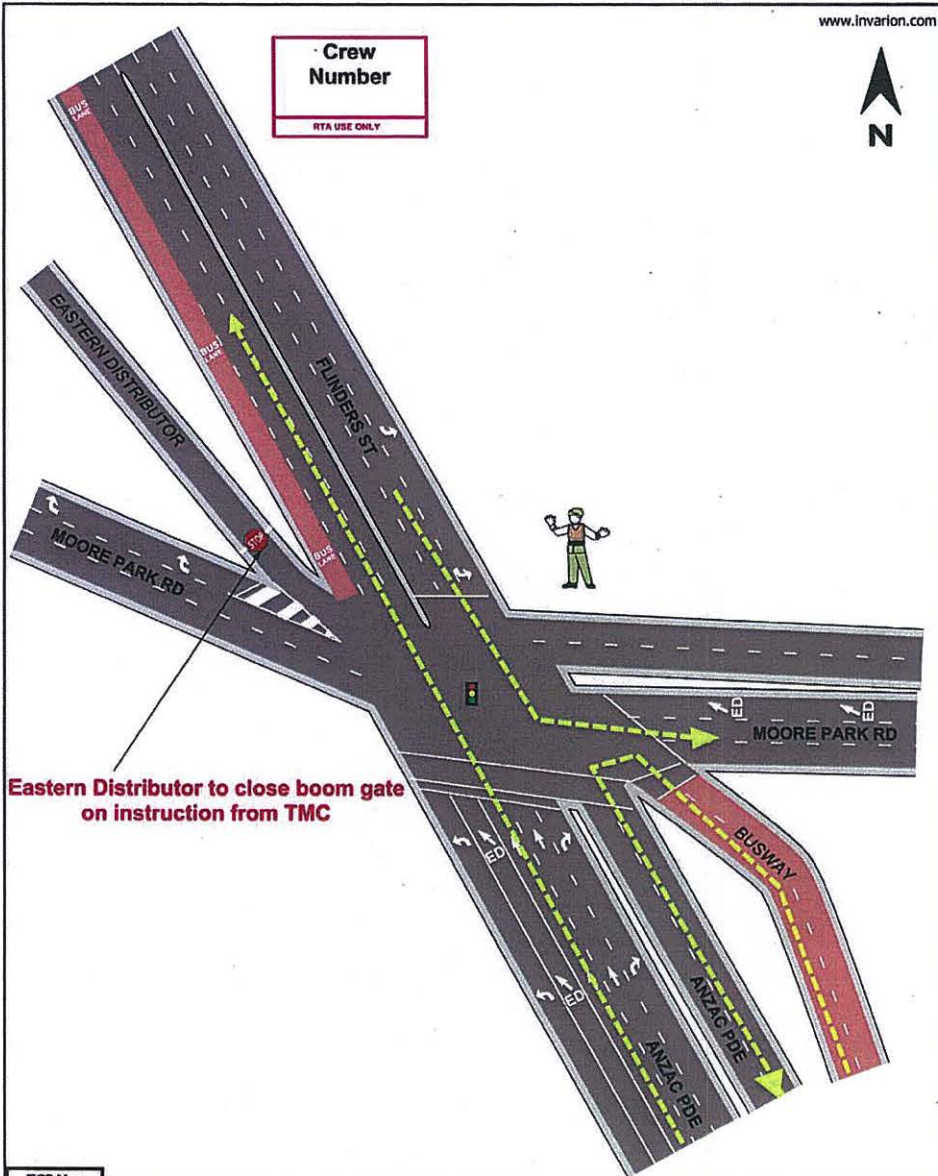 www.invarion.com
Crew
Number
RTA USE ONLY
N
BUS
LANE
EASTERN DISTRIBUTOR
BUS
LANE
FLINDERS ST
MOORE PARK RD
STOP
BUS
LANE
ED
ED
MOORE PARK RD
Eastern Distributor to close boom gate
on instruction from TMC
BUSWAY
ED
ED
ANZAC PDE
ANZAC PDE